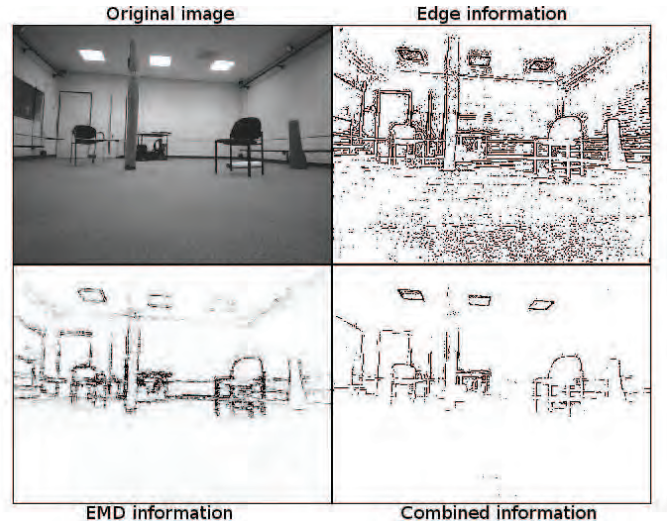 Original image
Edge information
EMD information
Combined information